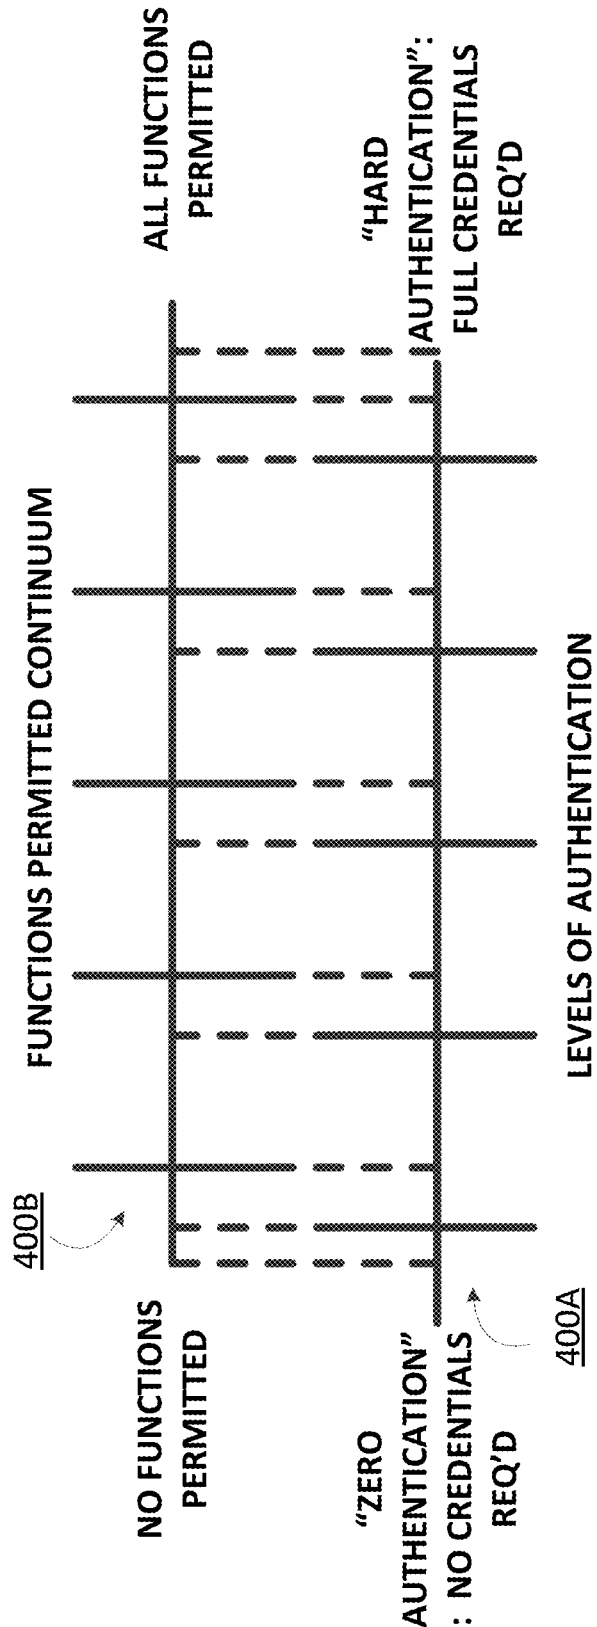 FUNCTIONS PERMITTED CONTINUUM
400B
NO FUNCTIONS
PERMITTED
ALL FUNCTIONS
PERMITTED
“ZERO
AUTHENTICATION”
: NO CREDENTIALS
REQ’D
“HARD
AUTHENTICATION”:
FULL CREDENTIALS
REQ’D
400A
LEVELS OF AUTHENTICATION